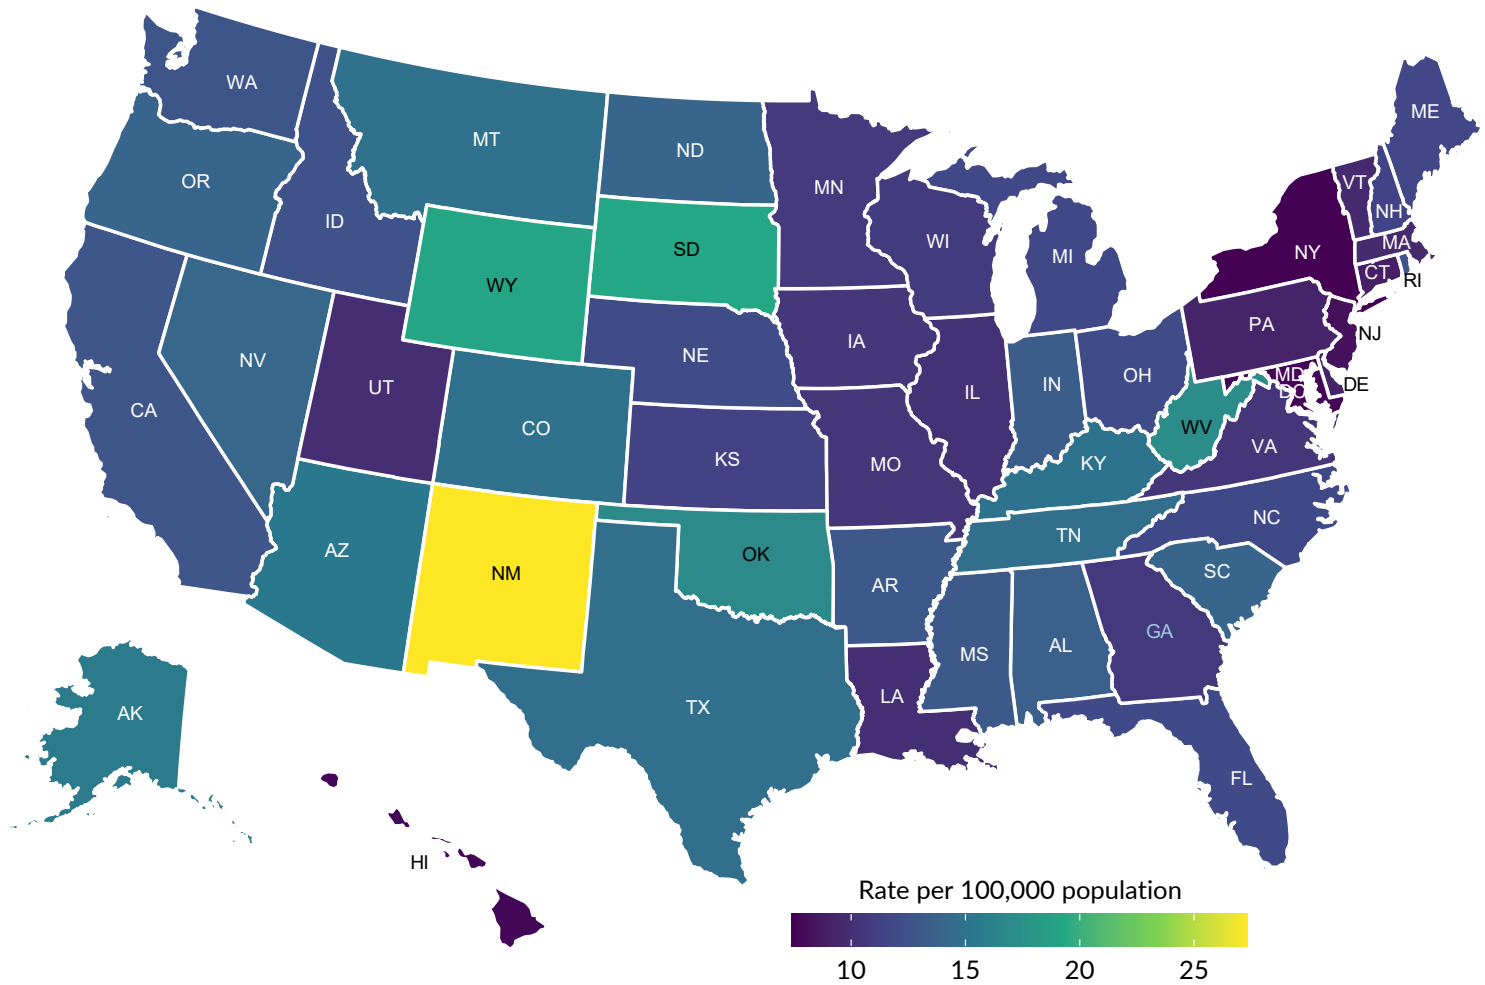 WA
ME
MT
ND
VT
OR
MN
NH
ID
WI
MA
SD
NY
MI
CT
RI
WY
PA
NJ
IA
NE
NV
MD
DE
UT
IN
OH
IL
DC
CA
CO
WV
VA
KS
MO
KY
NC
TN
AZ
OK
NM
SC
AR
GA
AL
MS
LA
TX
AK
FL
HI
Rate per 100,000 population
10 15 20 25